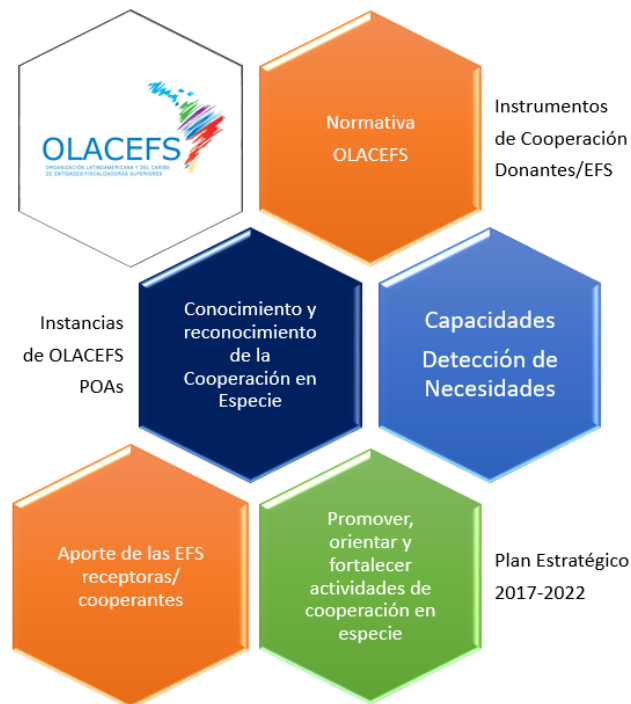 OLACEFS
ORGANIZACIÓN LATINOAMERICANA Y DEL CARIBE
DE ENTIDADES FISCALIZADORAS SUPERIORES
Normativa
OLACEFS
Instrumentos
de Cooperación
Donantes/EFS
Instancias
de OLACEFS
POAs
Conocimiento y
reconocimiento
de la
Cooperación en
Especie
Capacidades
Detección de
Necesidades
Aporte de las EFS
receptoras/
cooperantes
Promover,
orientar y
fortalecer
actividades de
cooperación en
especie
Plan Estratégico
2017-2022